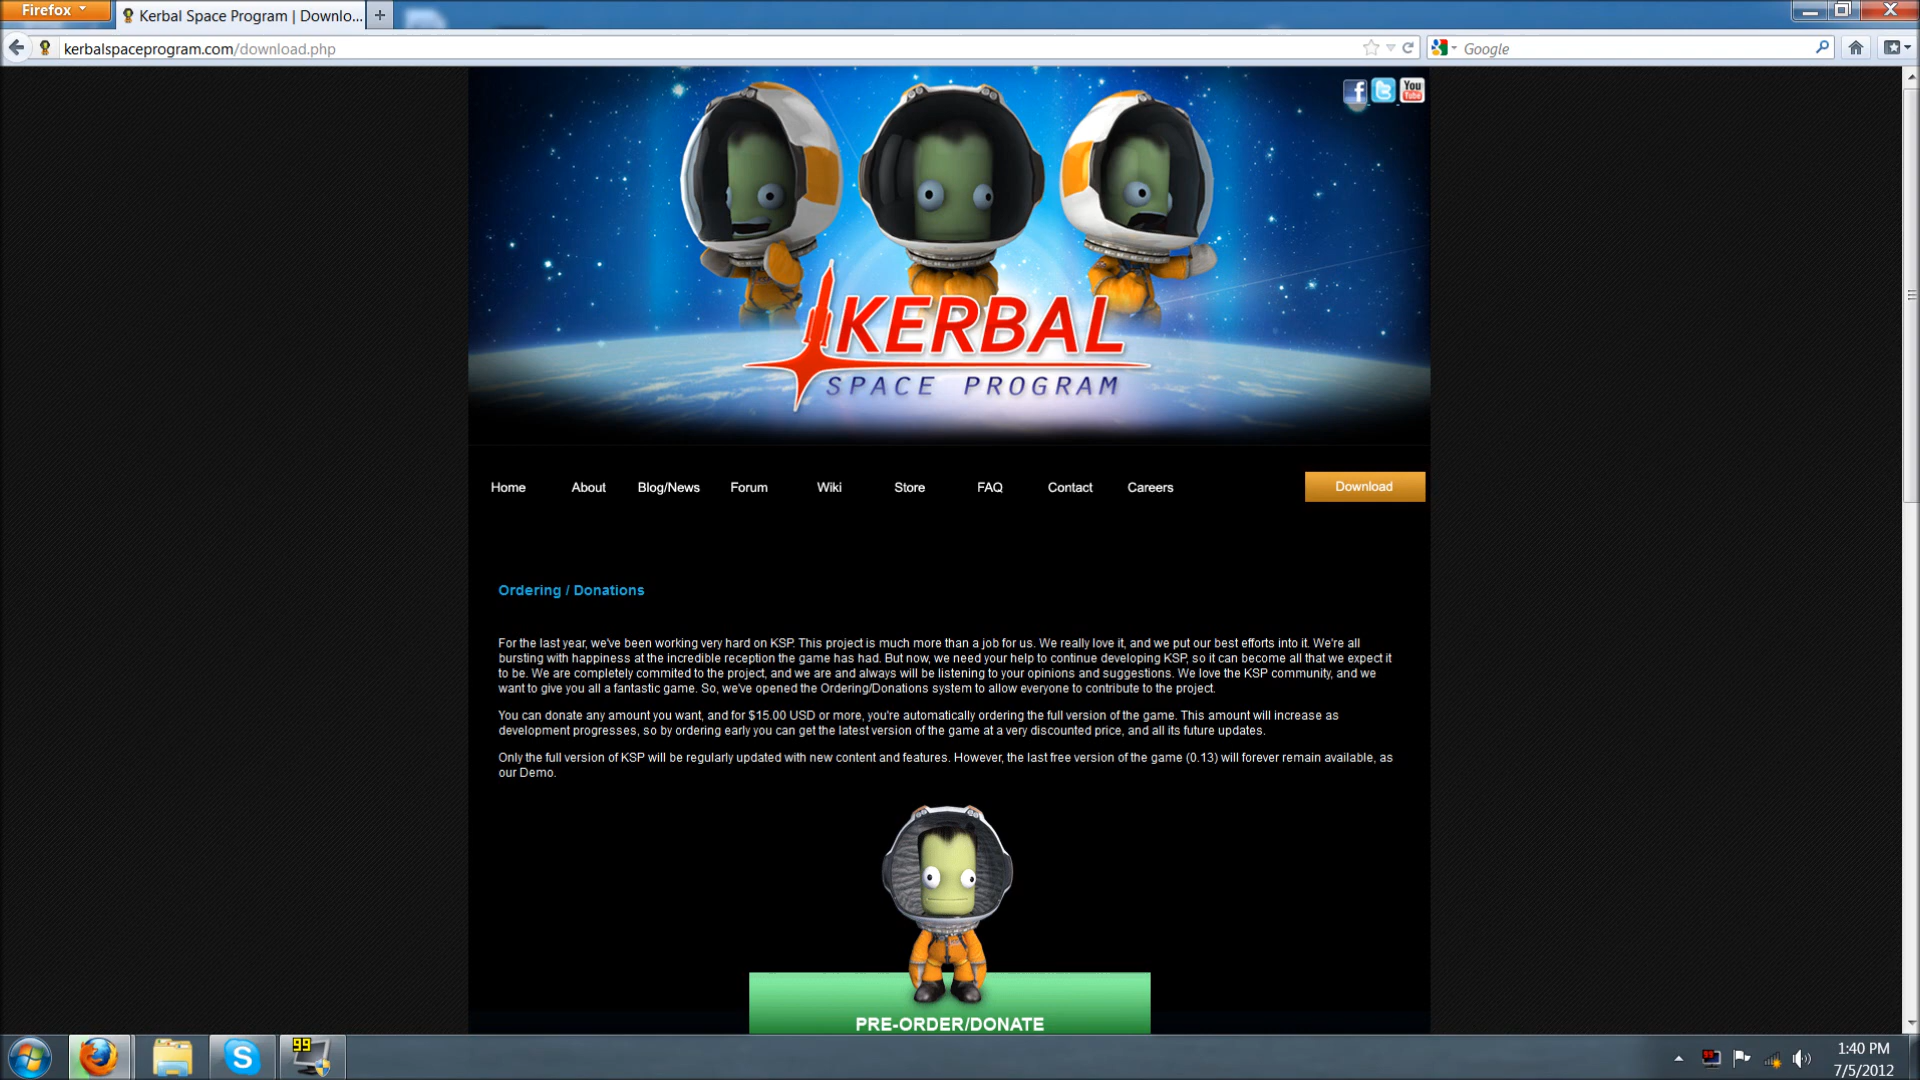 Firefox
Kerbal Space Program | Downlo...
kerbalspaceprogram.com/download.php
Google
f
You
Tube
KERBAL
SPACE PROGRAM
Home About Blog/News Forum Wiki Store FAQ Contact Careers Download
Ordering / Donations
For the last year, we've been working very hard on KSP. This project is much more than a job for us. We really love it, and we put our best efforts into it. We're all
bursting with happiness at the incredible reception the game has had. But now, we need your help to continue developing KSP, so it can become all that we expect it
to be. We are completely commited to the project, and we are and always will be listening to your opinions and suggestions. We love the KSP community, and we
want to give you all a fantastic game. So, we've opened the Ordering/Donations system to allow everyone to contribute to the project.
You can donate any amount you want, and for $15.00 USD or more, you're automatically ordering the full version of the game. This amount will increase as
development progresses, so by ordering early you can get the latest version of the game at a very discounted price, and all its future updates.
Only the full version of KSP will be regularly updated with new content and features. However, the last free version of the game (0.13) will forever remain available, as
our Demo.
PRE-ORDER/DONATE
S
99
1:40 PM
7/5/2012